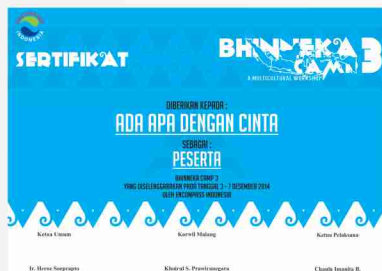 INDONESIA
SERTIFIKAT
BHINNEKA
CAMP 3
A MULTICULTURAL WORKSHOP
DIBERIKAN KEPADA :
ADA APA DENGAN CINTA
SEBAGAI :
PESERTA
BHINNEKA CAMP 3
YANG DISELENGGARAKAN PADA TANGGAL 3 - 7 DESEMBER 2014
OLEH ENCOMPASS INDONESIA
Ketua Umum
Korwil Malang
Ketua Pelaksana
Ir. Herze Soeprapto
Khoirul S. Prawiranegara